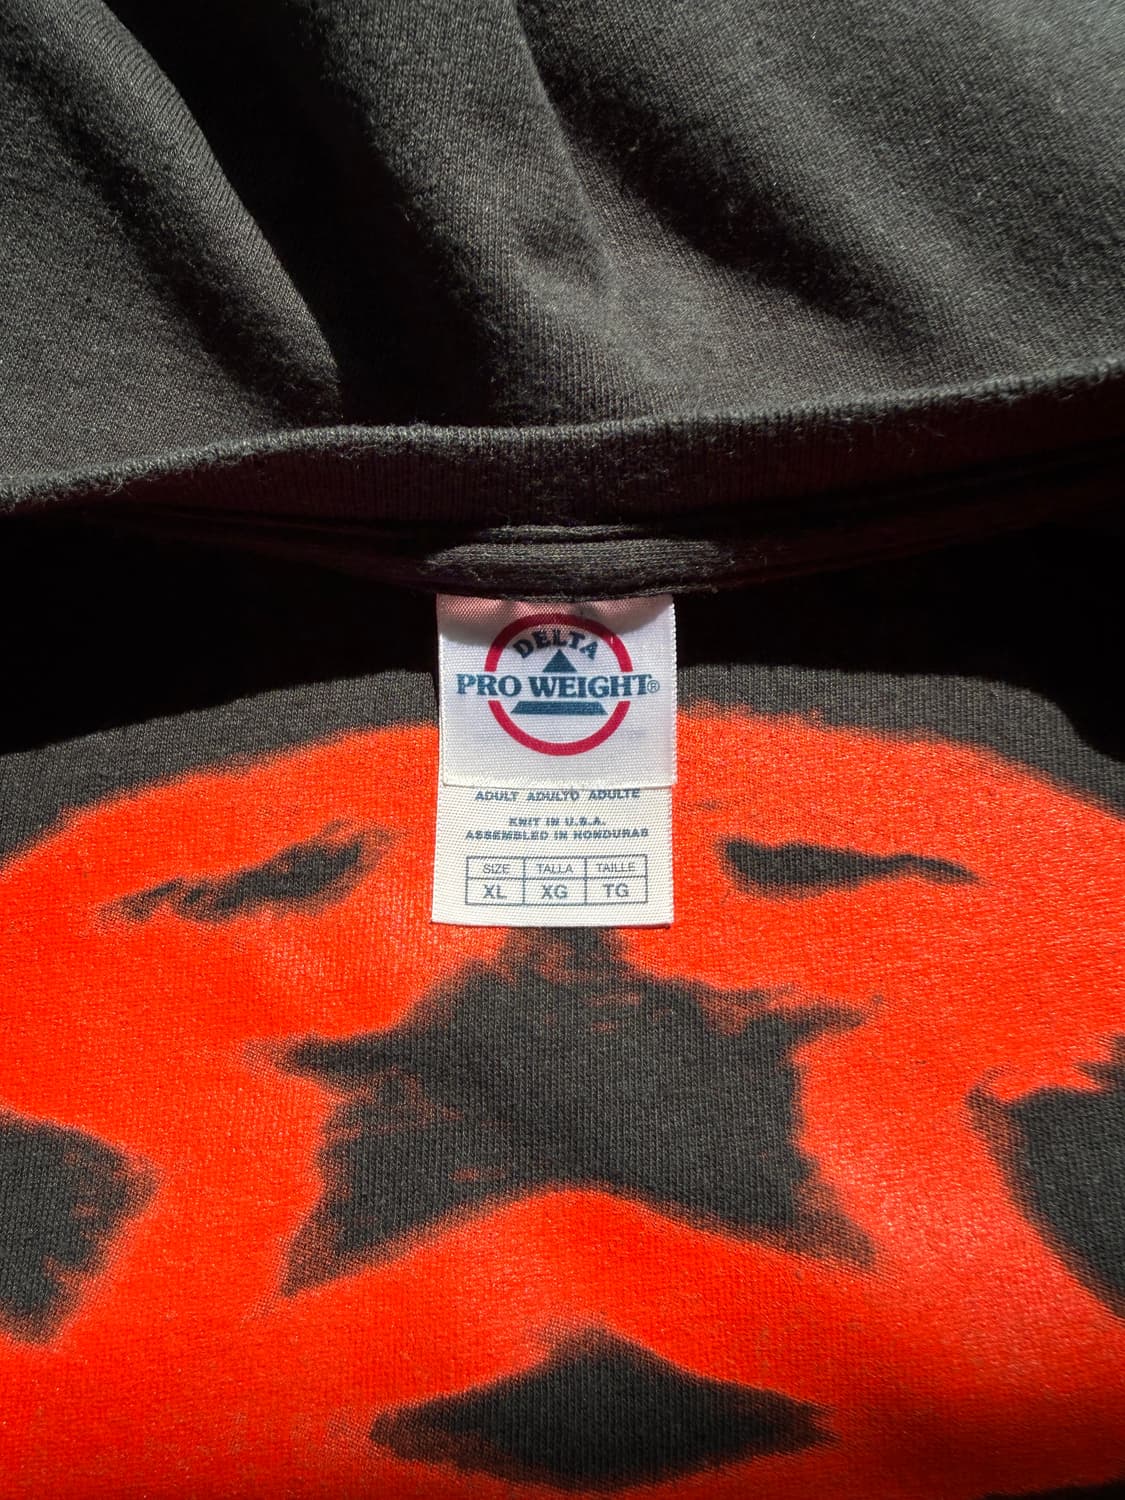 DELTA
PRO WEIGHT®
ADULT ADULTO ADULTE
KNIT IN U.S.A.
ASSEMBLED IN HONDURAS
SIZE TALLA TAILLE
XL XG TG